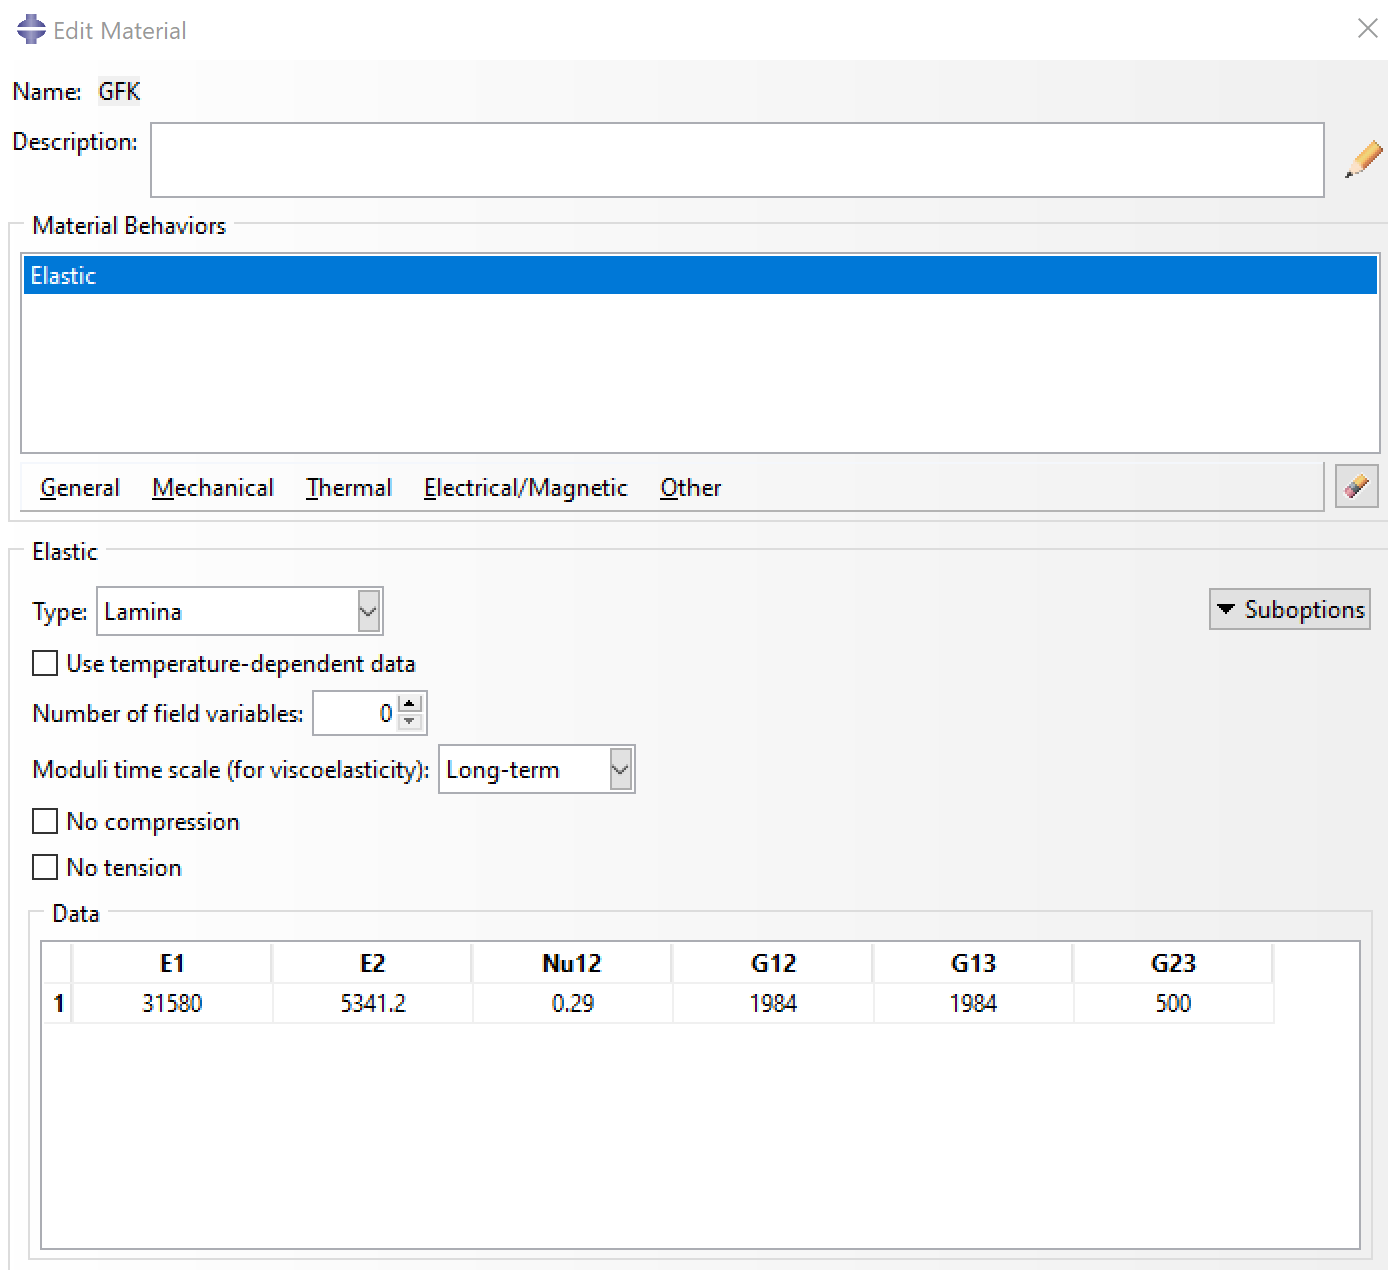 Edit Material
Name: GFK
Description:
Material Behaviors
Elastic
General Mechanical Thermal Electrical/Magnetic Other
Elastic
Type: Lamina Suboptions
Use temperature-dependent data
Number of field variables: 0
Moduli time scale (for viscoelasticity): Long-term
No compression
No tension
Data
E1 E2 Nu12 G12 G13 G23
1 31580 5341.2 0.29 1984 1984 500